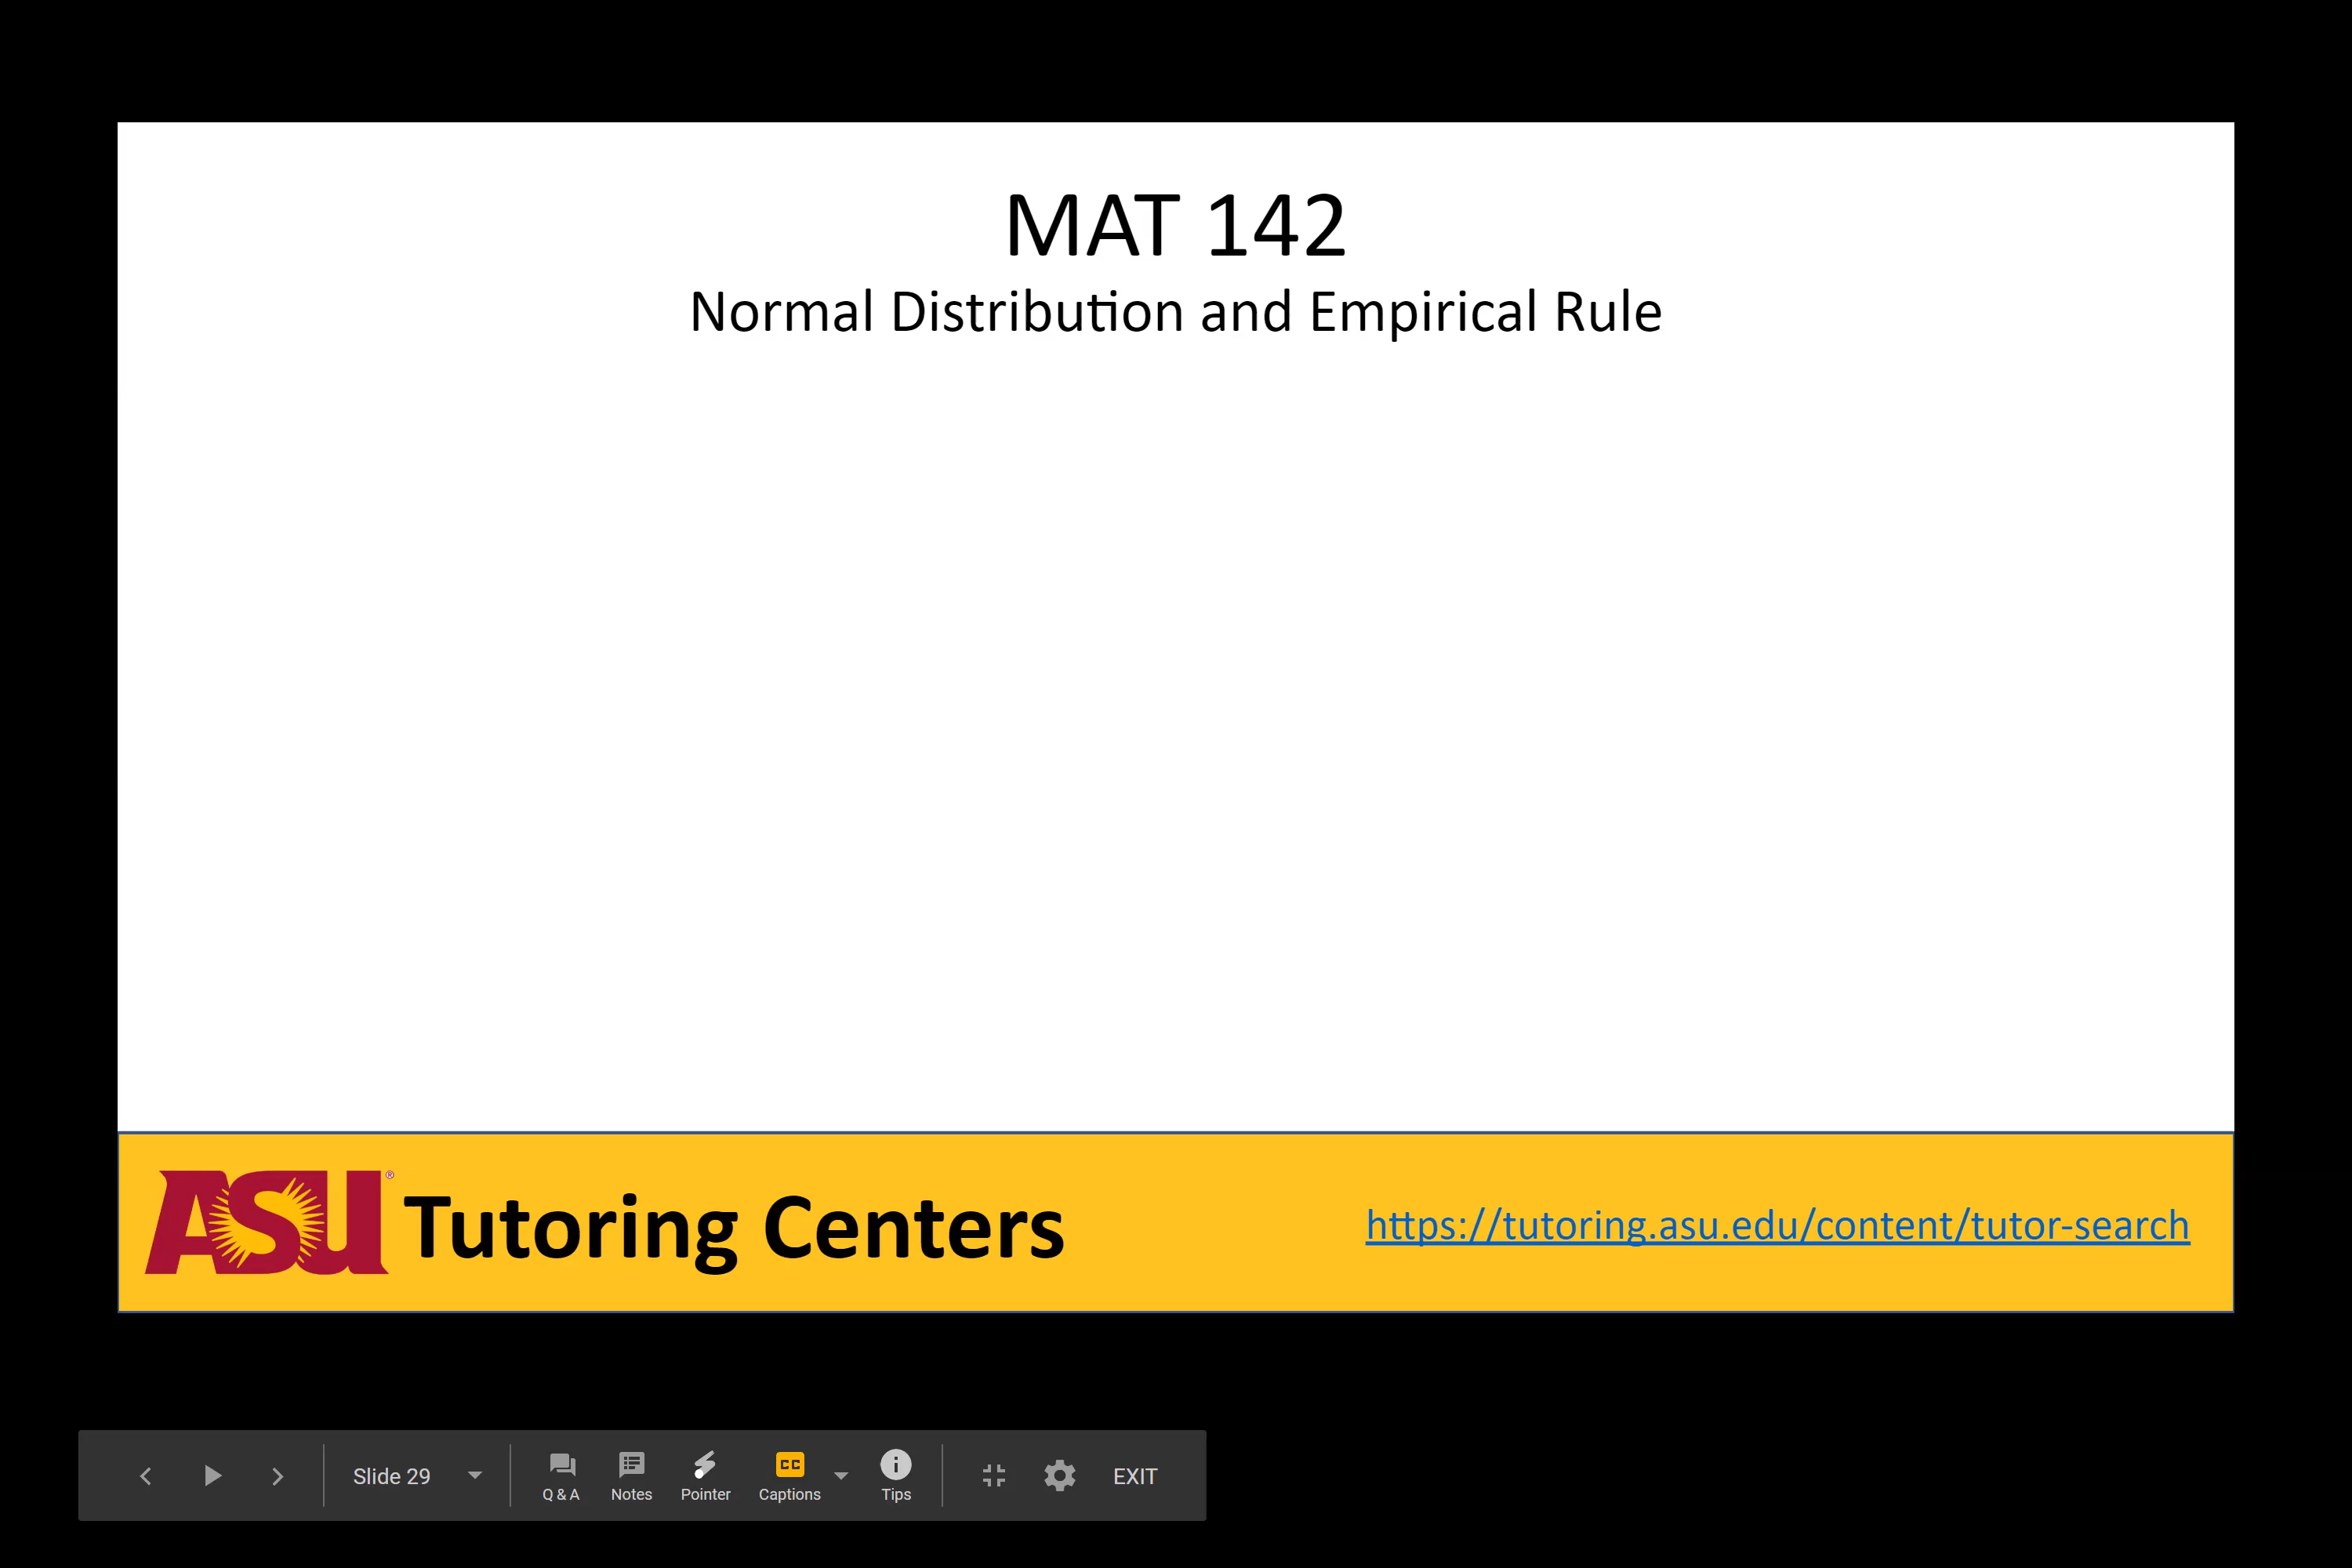 MAT 142
Normal Distribution and Empirical Rule
ASU® Tutoring Centers
https://tutoring.asu.edu/content/tutor-search
Slide 29
Q & A
Notes
Pointer
CC
Captions
Tips
EXIT